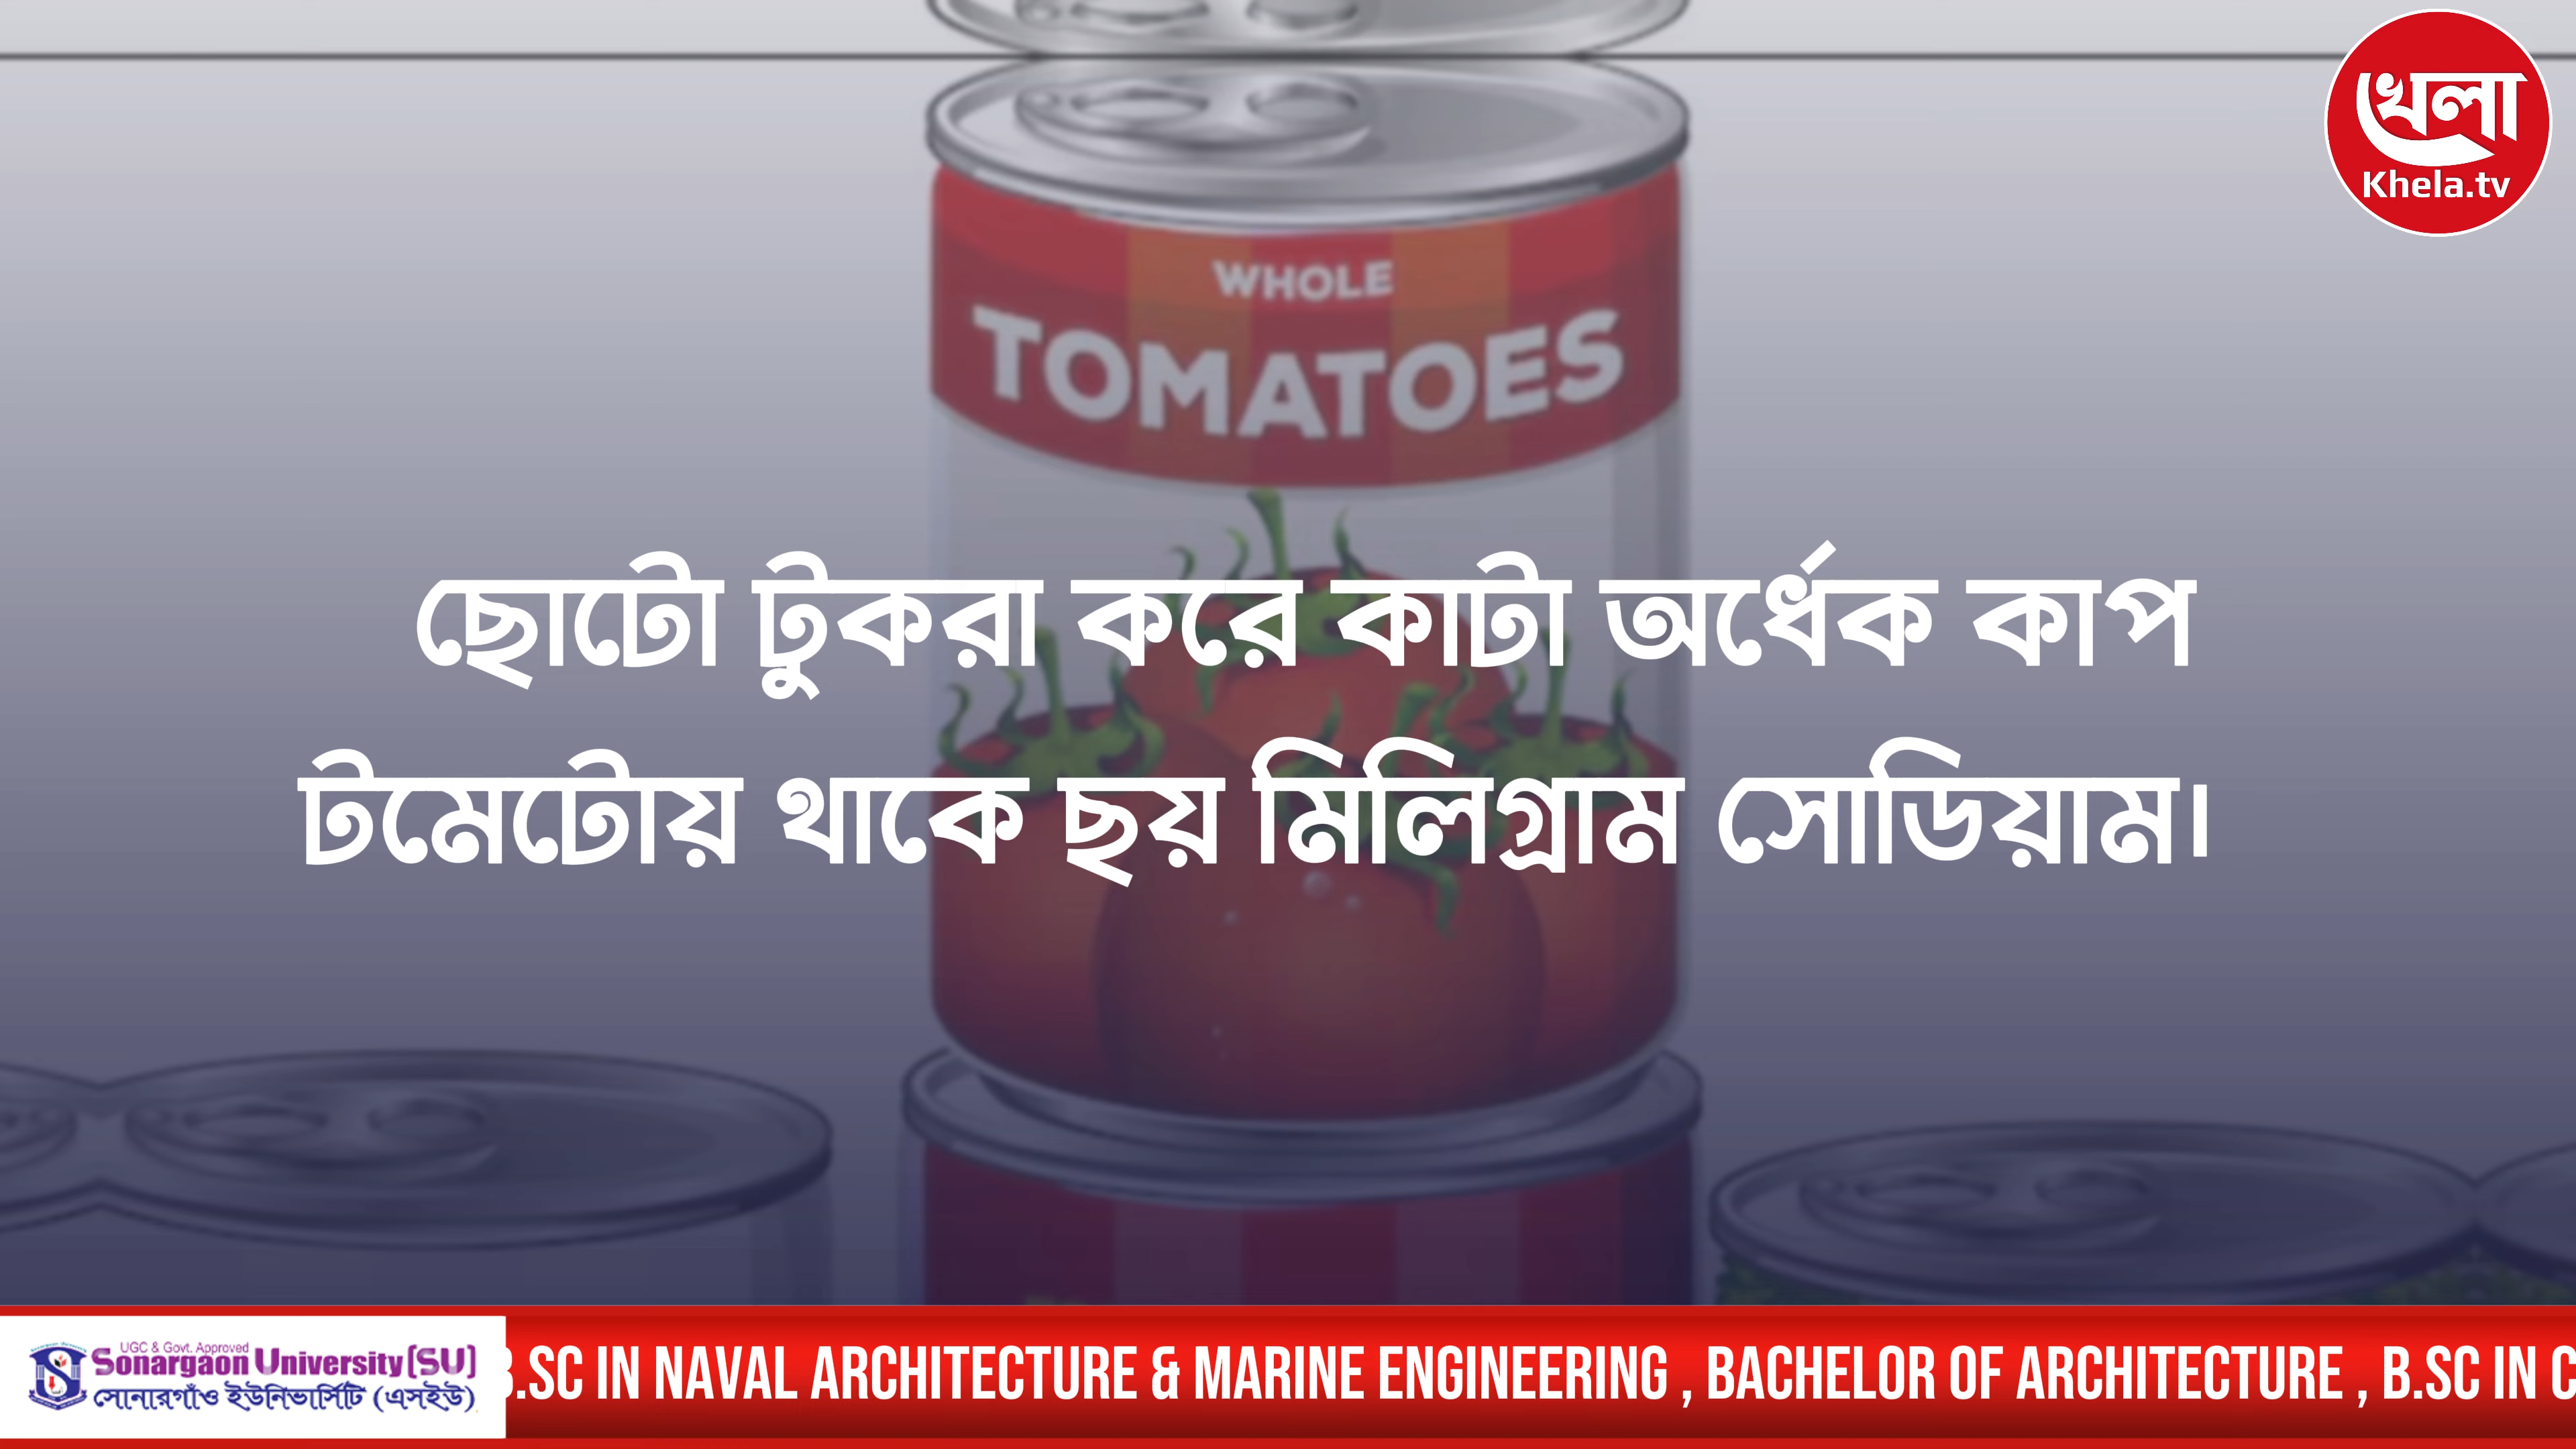 খেলা
Khela.tv
WHOLE
TOMATOES
ছোটো টুকরা করে কাটা অর্ধেক কাপ
টমেটোয় থাকে ছয় মিলিগ্রাম সোডিয়াম।
UGC & Govt. Approved
Sonargaon University (SU)
সোনারগাঁও ইউনিভার্সিটি (এসইউ)
B.SC IN NAVAL ARCHITECTURE & MARINE ENGINEERING , BACHELOR OF ARCHITECTURE , B.SC IN C